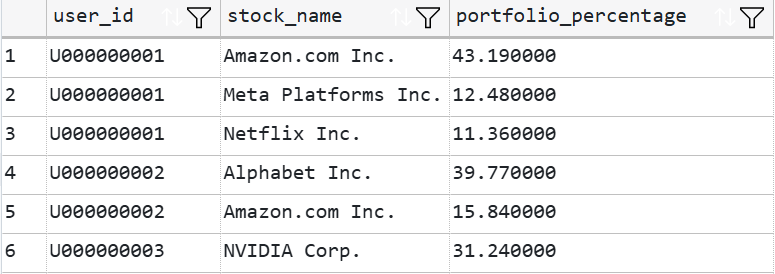 user_id stock_name portfolio_percentage
1 U000000001 Amazon.com Inc. 43.190000
2 U000000001 Meta Platforms Inc. 12.480000
3 U000000001 Netflix Inc. 11.360000
4 U000000002 Alphabet Inc. 39.770000
5 U000000002 Amazon.com Inc. 15.840000
6 U000000003 NVIDIA Corp. 31.240000